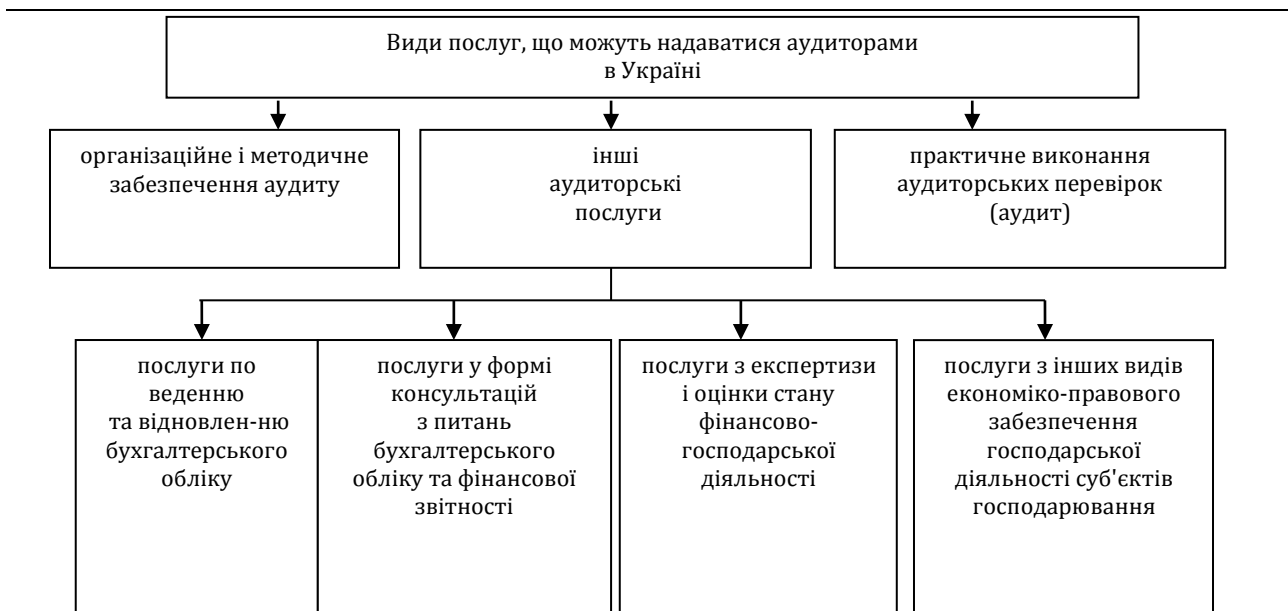 Види послуг, що можуть надаватися аудиторами
в Україні
організаційне і методичне
забезпечення аудиту
інші
аудиторські
послуги
практичне виконання
аудиторських перевірок
(аудит)
послуги по
веденню
та відновлен-ню
бухгалтерського
обліку
послуги у формі
консультацій
з питань
бухгалтерського
обліку та фінансової
звітності
послуги з експертизи
і оцінки стану
фінансово-
господарської
діяльності
послуги з інших видів
економіко-правового
забезпечення
господарської
діяльності суб'єктів
господарювання